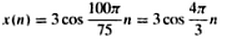 x(n) = 3 cos 100π/75 n = 3 cos 4π/3 n